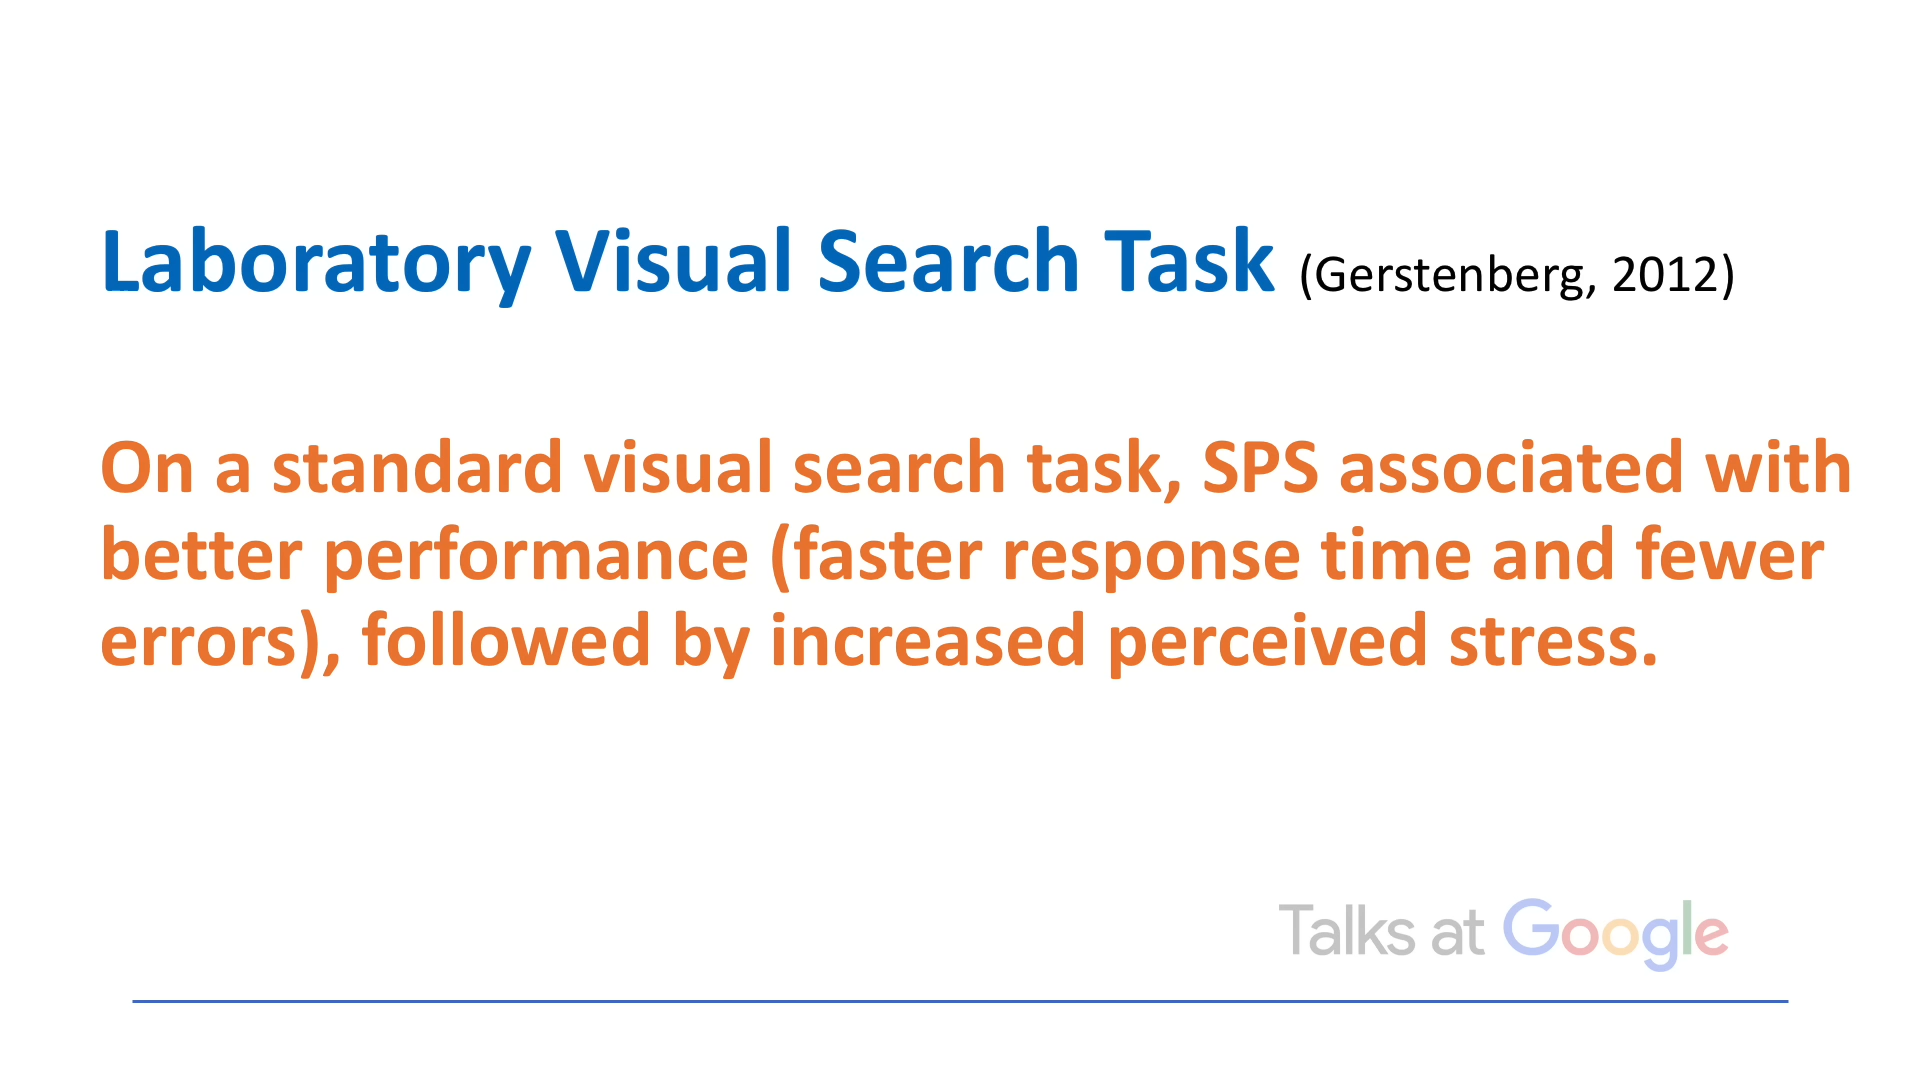 Laboratory Visual Search Task (Gerstenberg, 2012)
On a standard visual search task, SPS associated with
better performance (faster response time and fewer
errors), followed by increased perceived stress.
Talks at Google